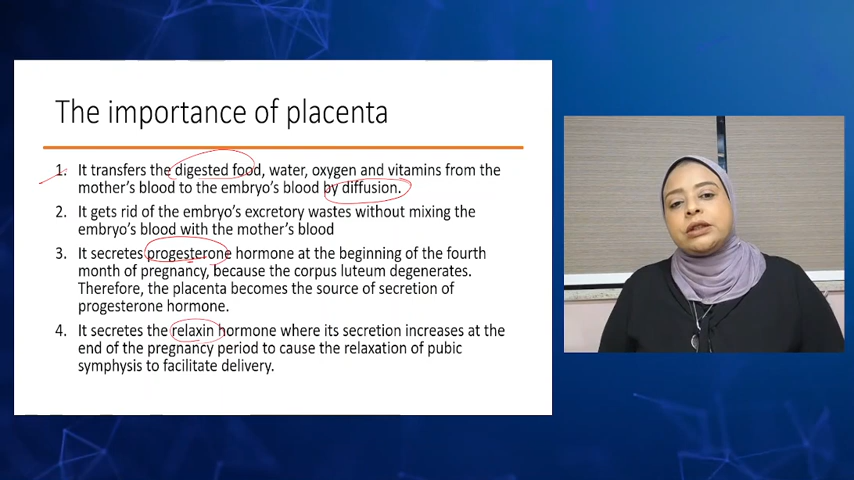 The importance of placenta
1. It transfers the digested food, water, oxygen and vitamins from the
mother's blood to the embryo's blood by diffusion.
2. It gets rid of the embryo's excretory wastes without mixing the
embryo's blood with the mother's blood
3. It secretes progesterone hormone at the beginning of the fourth
month of pregnancy, because the corpus luteum degenerates.
Therefore, the placenta becomes the source of secretion of
progesterone hormone.
4. It secretes the relaxin hormone where its secretion increases at the
end of the pregnancy period to cause the relaxation of pubic
symphysis to facilitate delivery.